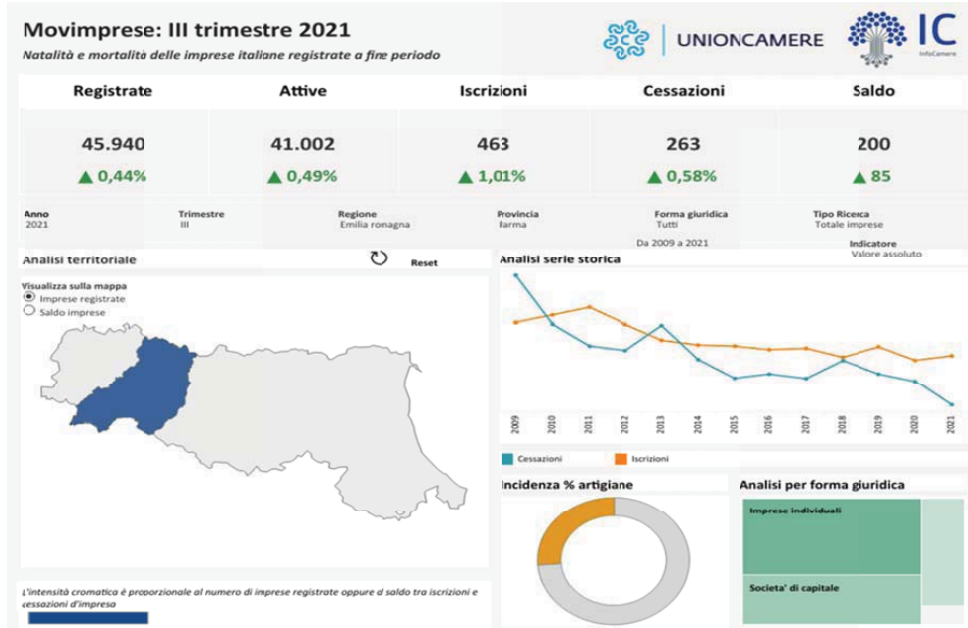 Movimprese: III trimestre 2021
Natalità e mortalità delle imprese italiane registrate a fine periodo
UNIONCAMERE
IC
InfoCamere
Registrate Attive Iscrizioni Cessazioni Saldo
45.940 41.002 463 263 200
▲ 0,44% ▲ 0,49% ▲ 1,01% ▲ 0,58% ▲ 85
Anno Trimestre Regione Provincia Forma giuridica Tipo Ricerca
2021 III Emilia ronagna Harma Tutti Totale imprese
Da 2009 a 2021 Indicatore
Valore assoluto
Analisi territoriale Reset Analisi serie storica
Visualizza sulla mappa
Imprese registrate
Saldo imprese
2009 2010 2011 2012 2013 2014 2015 2016 2017 2018 2019 2020 2021
Cessazioni Iscrizioni
Incidenza % artigiane Analisi per forma giuridica
Imprese individuali
Societa' di capitale
L'intensità cromatica è proporzionale al numero di imprese registrate oppure d saldo tra iscrizioni e
cessazioni d'impresa